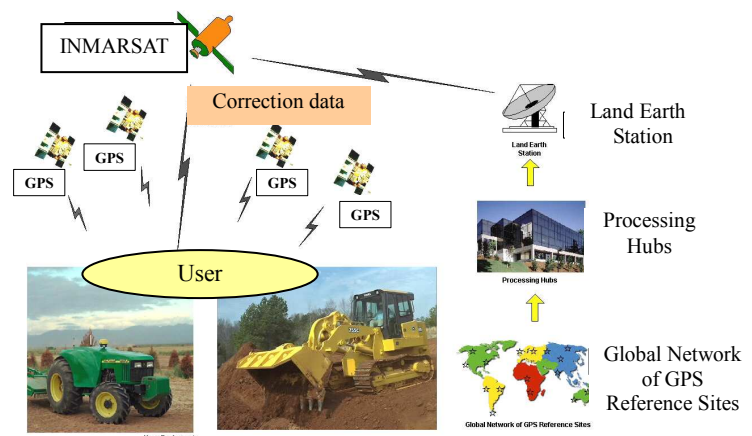 INMARSAT
Correction data
GPS
GPS
GPS
GPS
User
Land Earth
Station
Land Earth
Station
Processing
Hubs
Processing Hubs
Global Network
of GPS
Reference Sites
Global Network of GPS Reference Sites